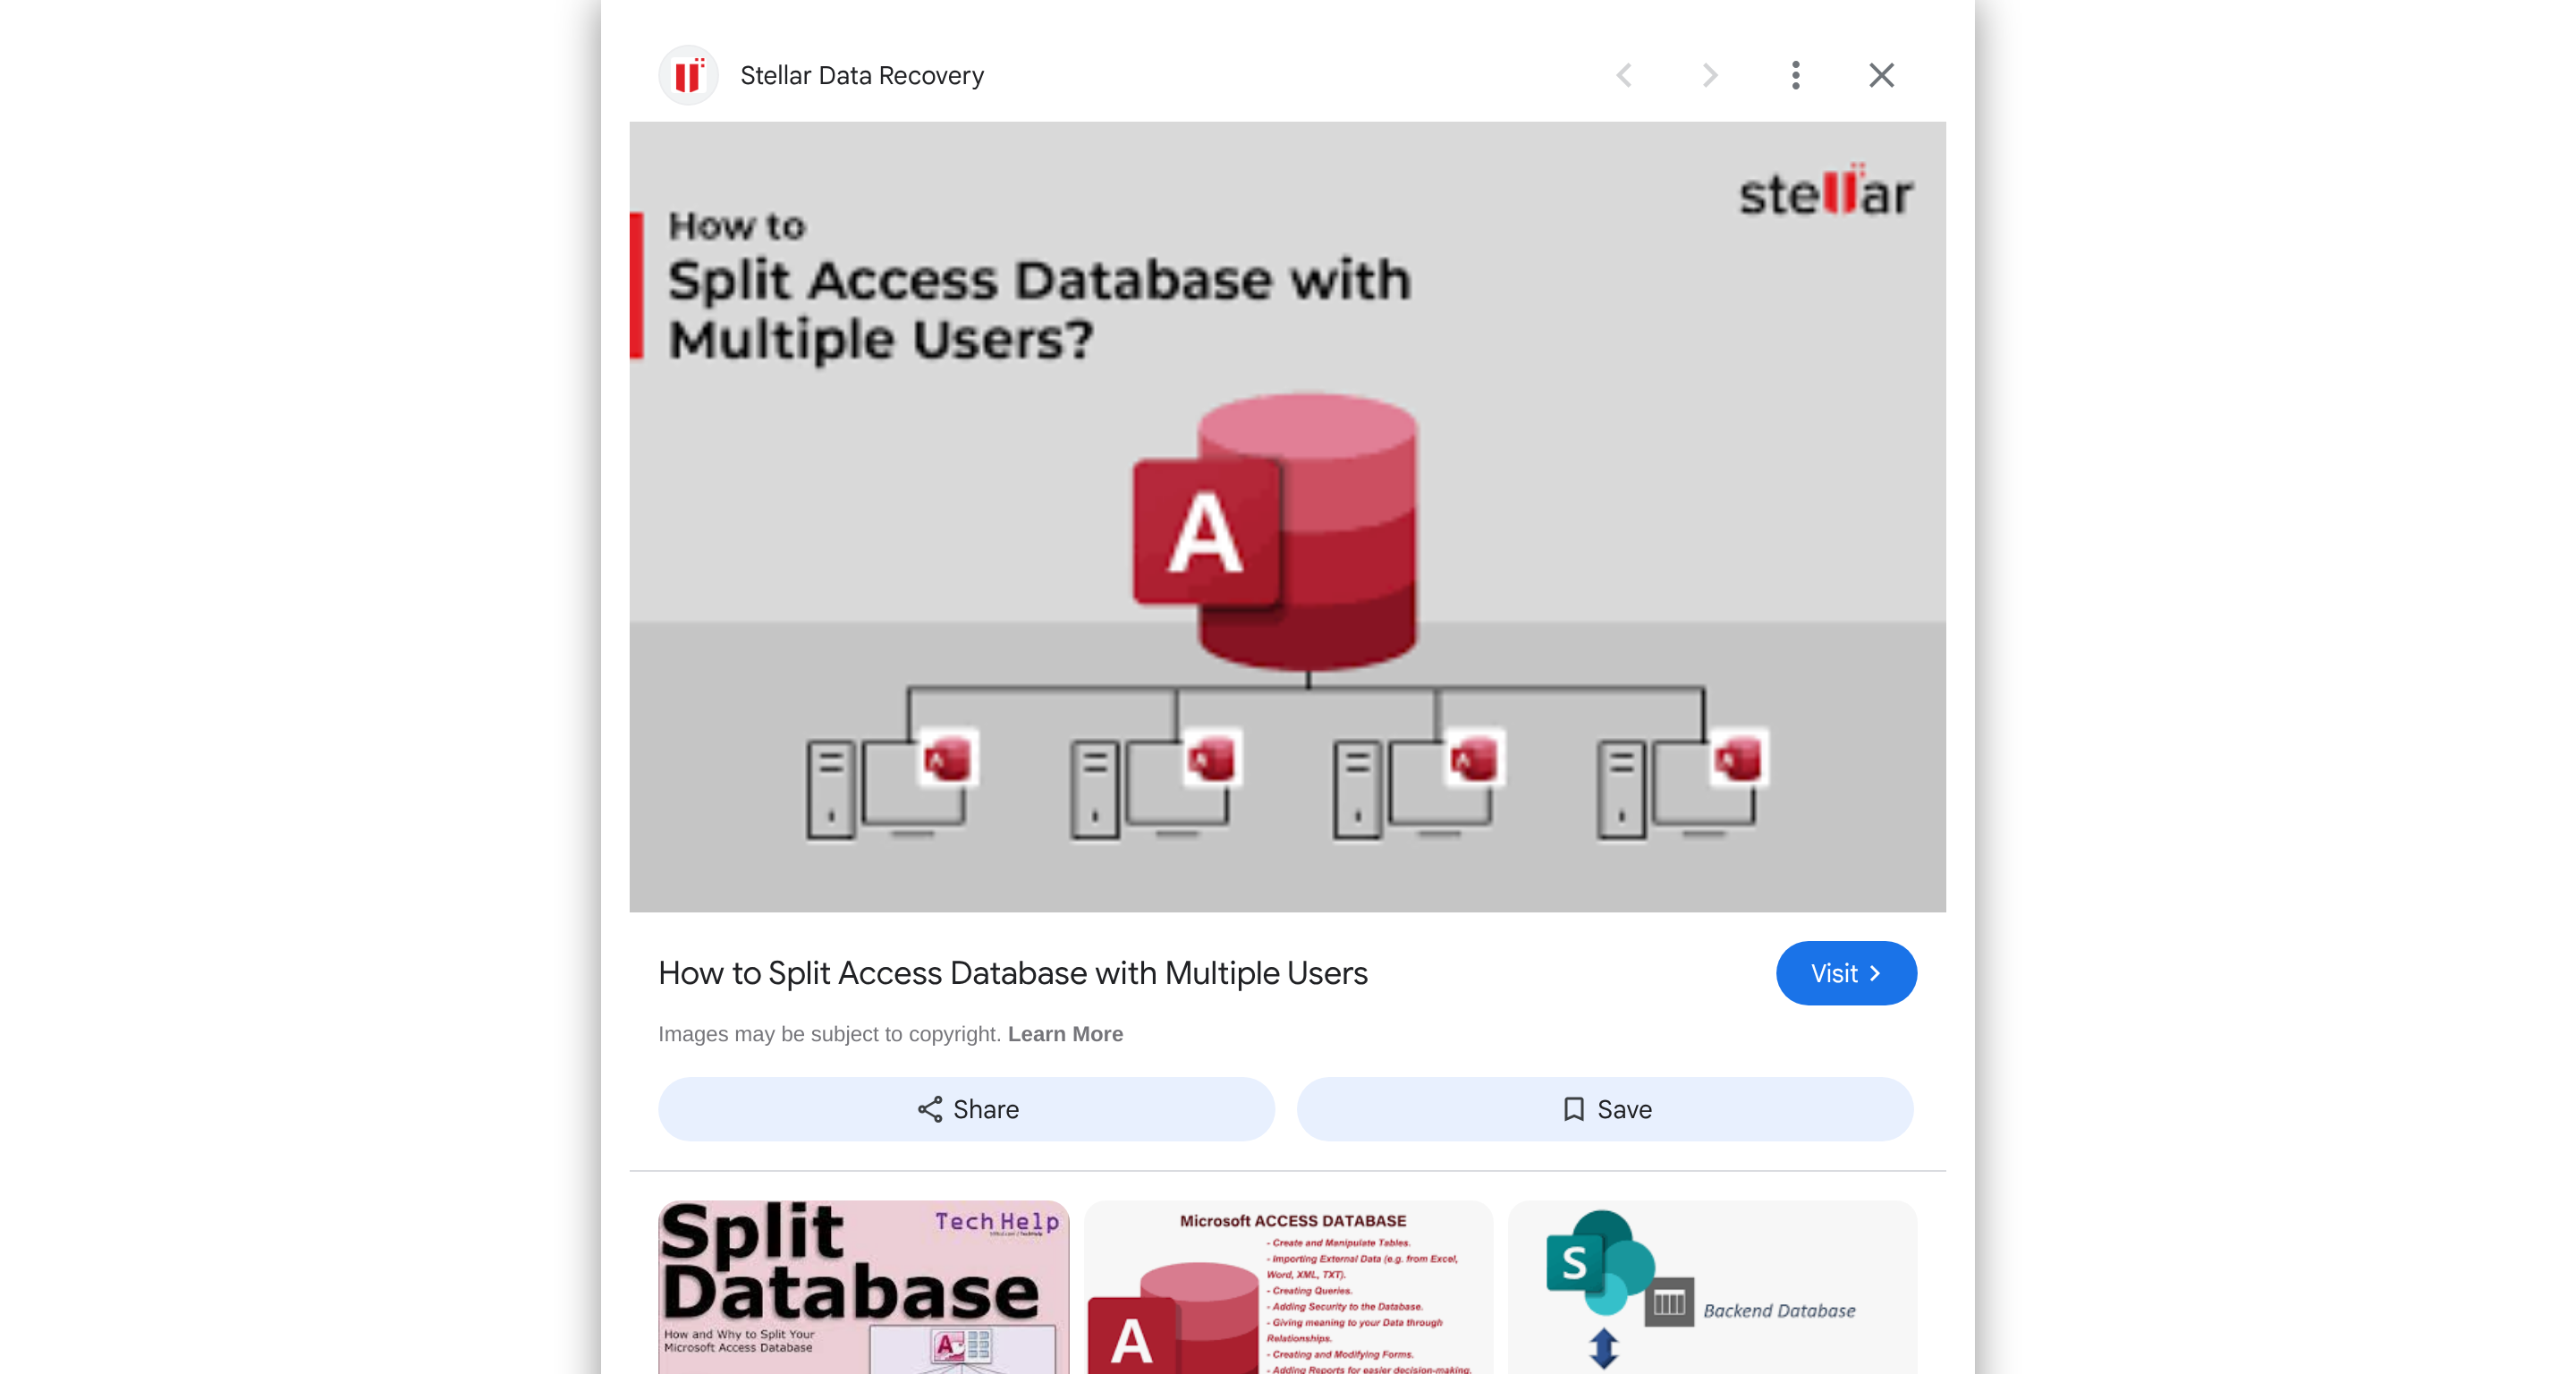 Stellar Data Recovery
stellar
How to
Split Access Database with
Multiple Users?
A
A
A
A
A
How to Split Access Database with Multiple Users
Visit
Images may be subject to copyright. Learn More
Share
Save
Split
Database
Tech Help
How and Why to Split Your
Microsoft Access Database
A
Microsoft ACCESS DATABASE
- Create and Manipulate Tables.
- Importing External Data (e.g. from Excel,
Word, XML, TXT).
- Creating Queries.
- Adding Security to the Database.
- Giving meaning to your Data through
Relationships.
- Creating and Modifying Forms.
- Adding Reports for easier decision-making.
A
S
Backend Database